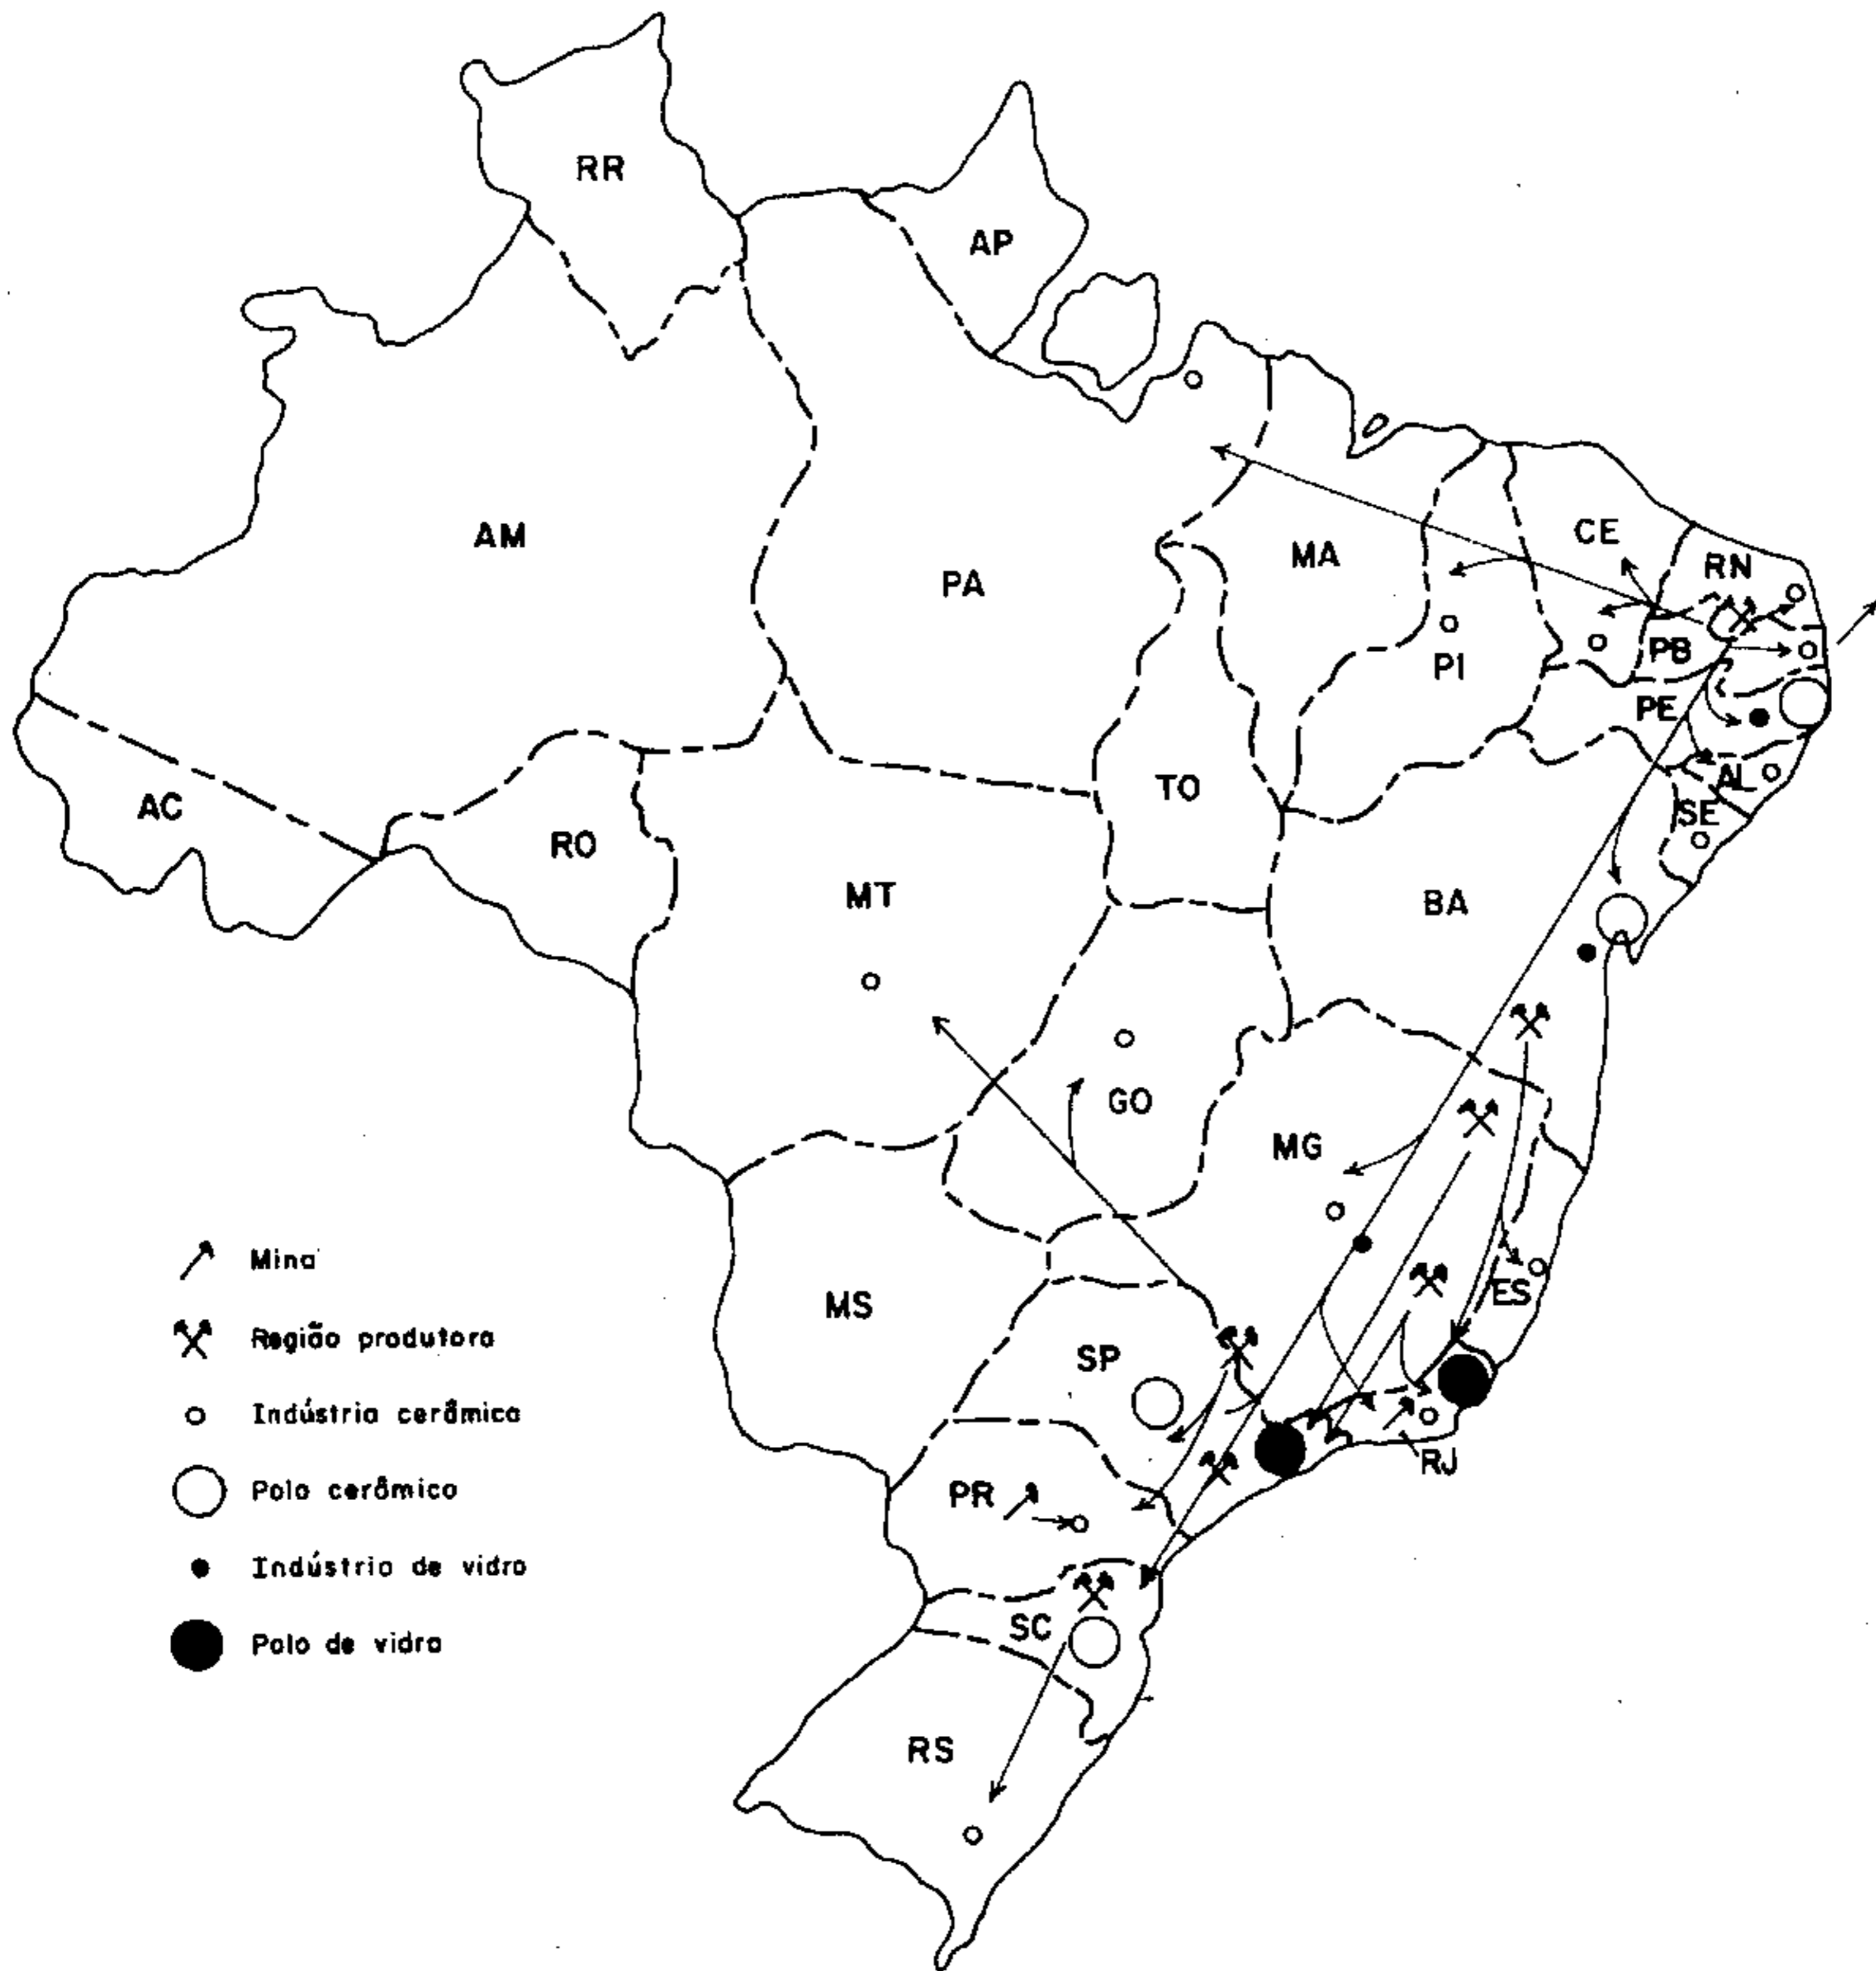 RR
AP
AM
PA
MA
CE
RN
PB
PI
PE
AL
SE
TO
AC
RO
MT
BA
GO
MG
MS
ES
SP
RJ
PR
SC
RS
Mina
Região produtora
Indústria cerâmica
Polo cerâmico
Indústria de vidro
Polo de vidro